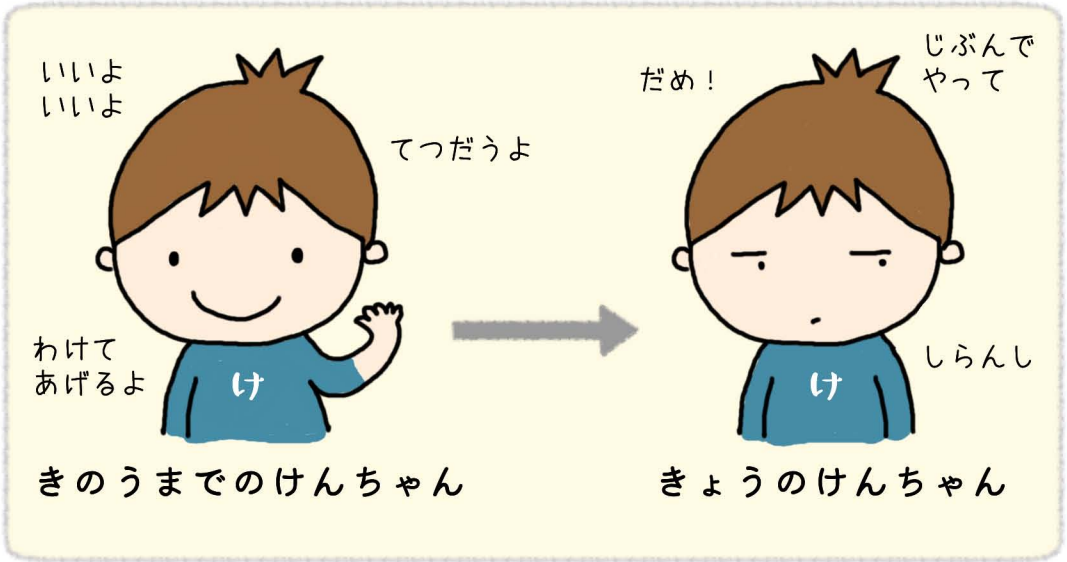 いいよ
いいよ
てつだうよ
わけて
あげるよ
け
きのうまでのけんちゃん
だめ！
じぶんで
やって
しらんし
け
きょうのけんちゃん